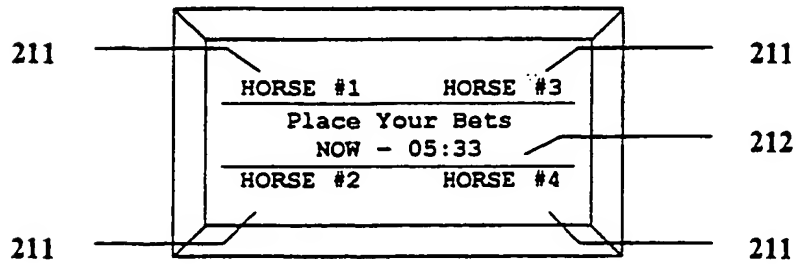 211 211
HORSE #1 HORSE #3
Place Your Bets
NOW - 05:33 212
HORSE #2 HORSE #4
211 211